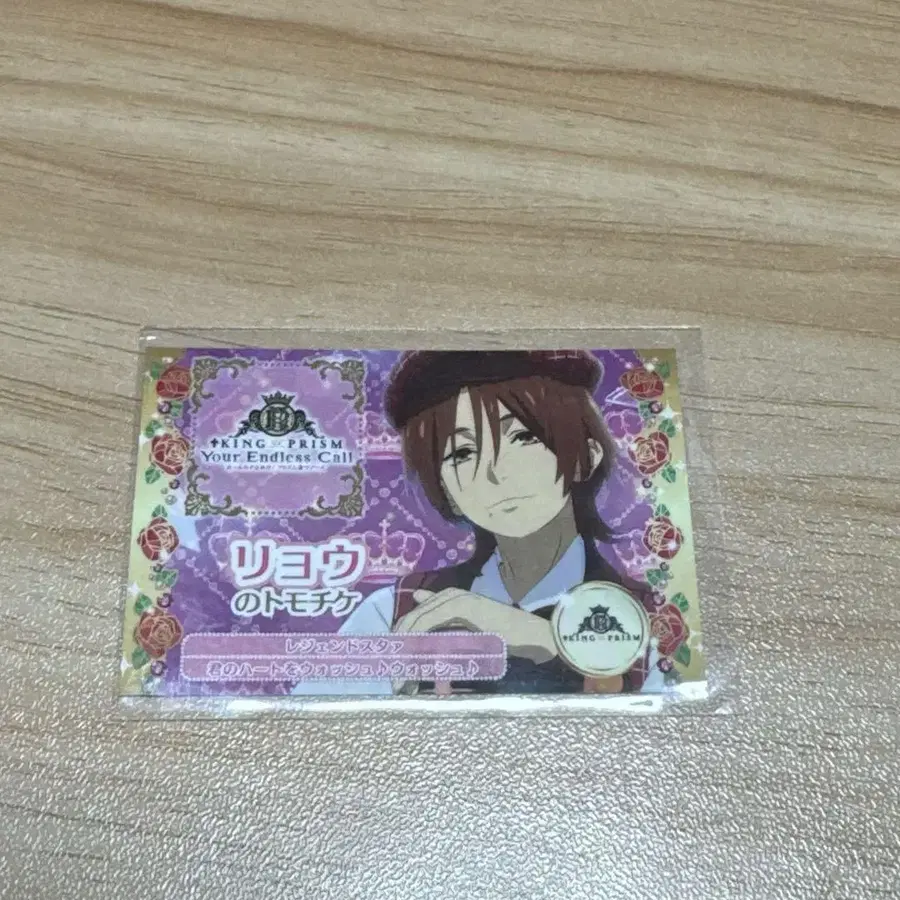 KING OF PRISM
Your Endless Call
リョウ
のトモチケ
レジェンドスタァ
君のハートをウォッシュ♪ウォッシュ♪
KING OF PRISM